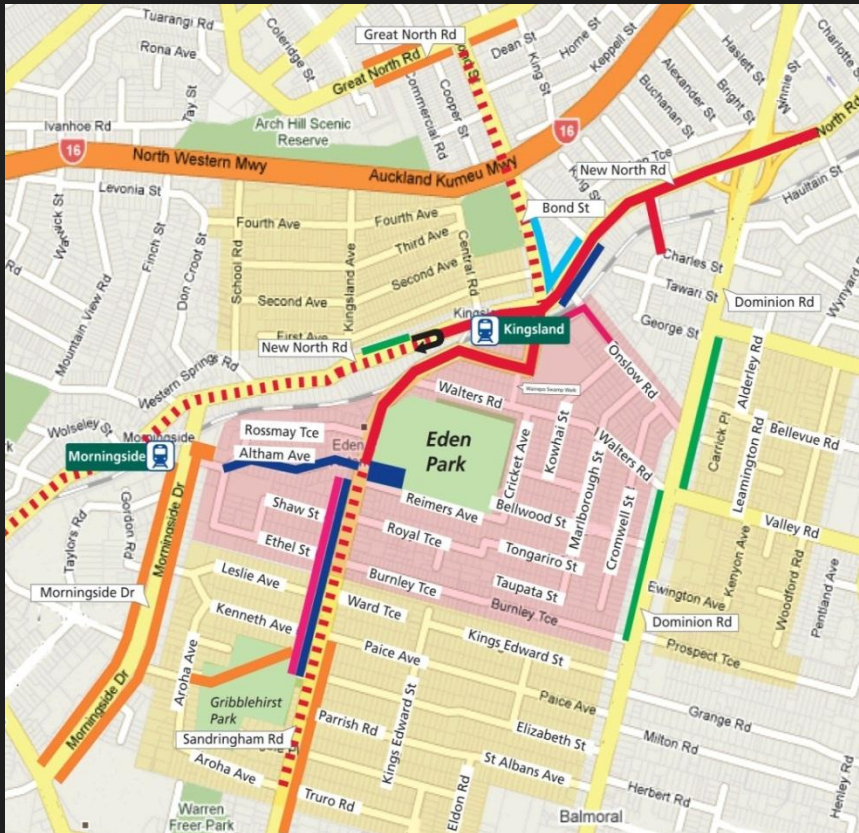 Tuarangi Rd
Rona Ave
Coleridge St
Great North Rd
Great North Rd
Dean St
Home St
Keppell St
King St
Cooper St
Commercial Rd
Tay St
Haslett St
Bright St
Alexander St
Buchanan St
Charlotte St
Ivanhoe Rd
16
Arch Hill Scenic
Reserve
16
North Western Mwy
Auckland Kumeu Mwy
New North Rd
North Rd
Haultain St
Levonia St
Finch St
Don Croot St
School Rd
Fourth Ave
Fourth Ave
Third Ave
Second Ave
Second Ave
Kingsland Ave
Central Rd
First Ave
Bond St
Charles St
Tawari St
George St
Wynyard
Dominion Rd
Mountain View Rd
Western Springs Rd
New North Rd
Kingsland
Onslow Rd
Walters Rd
Walters Rd
Wolseley St
Morningside
Morningside
Rossmay Tce
Altham Ave
Eden
Park
Cricket Ave
Kowhai St
Marlborough St
Cromwell St
Carrick Pl
Alderley Rd
Leamington Rd
Bellevue Rd
Gordon Rd
Taylors Rd
Morningside Dr
Shaw St
Ethel St
Reimers Ave
Bellwood St
Royal Tce
Tongariro St
Valley Rd
Kenyon Ave
Woodford Rd
Pentland Ave
Morningside Dr
Leslie Ave
Kenneth Ave
Burnley Tce
Taupata St
Burnley Tce
Ewington Ave
Dominion Rd
Ward Tce
Kings Edward St
Prospect Tce
Aroha Ave
Paice Ave
Paice Ave
Gribblehirst
Park
Morningside Dr
Sandringham Rd
Parrish Rd
Kings Edward St
Elizabeth St
Grange Rd
Milton Rd
Aroha Ave
St Albans Ave
Truro Rd
Eldon Rd
Herbert Rd
Henley Rd
Warren
Freer Park
Balmoral